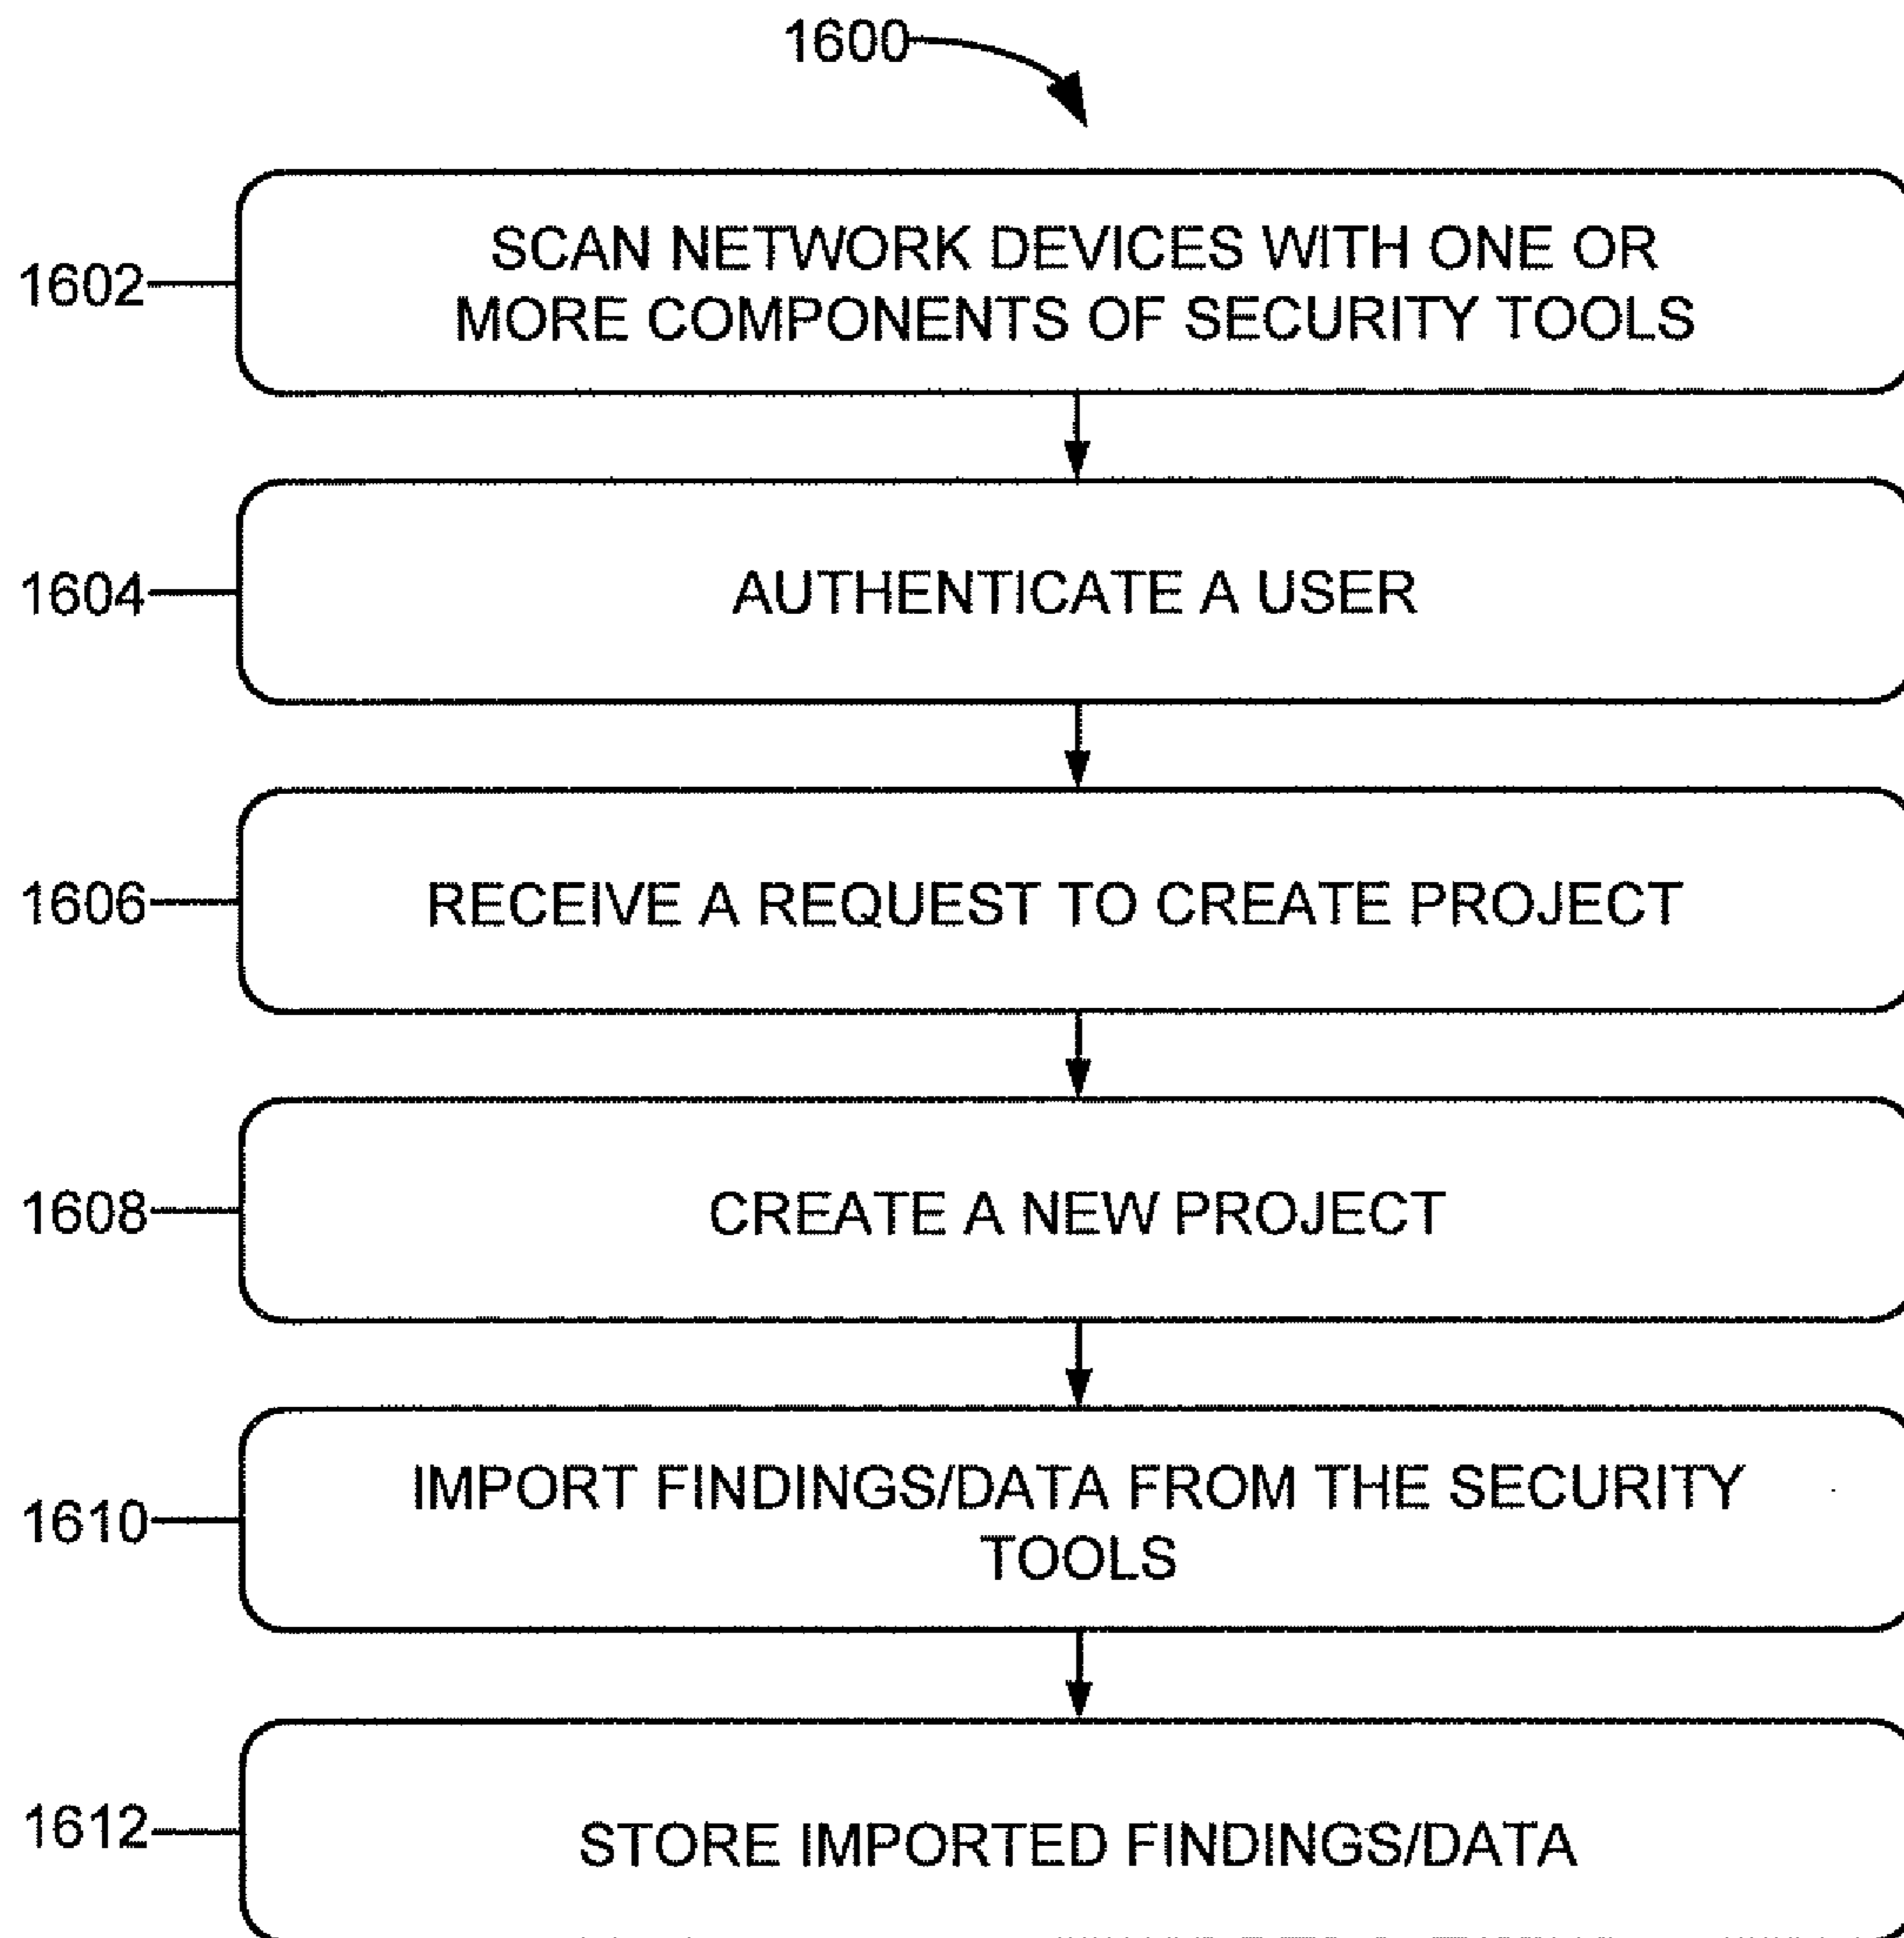 1600
1602
SCAN NETWORK DEVICES WITH ONE OR
MORE COMPONENTS OF SECURITY TOOLS
1604
AUTHENTICATE A USER
1606
RECEIVE A REQUEST TO CREATE PROJECT
1608
CREATE A NEW PROJECT
1610
IMPORT FINDINGS/DATA FROM THE SECURITY
TOOLS
1612
STORE IMPORTED FINDINGS/DATA